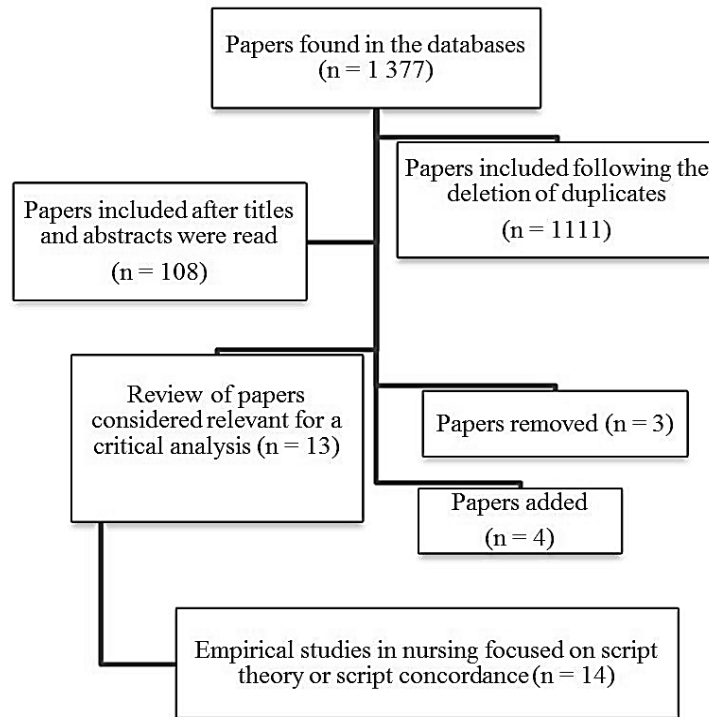 Papers found in the databases
(n = 1 377)
Papers included following the
deletion of duplicates
(n = 1111)
Papers included after titles
and abstracts were read
(n = 108)
Review of papers
considered relevant for a
critical analysis (n = 13)
Papers removed (n = 3)
Papers added
(n = 4)
Empirical studies in nursing focused on script
theory or script concordance (n = 14)